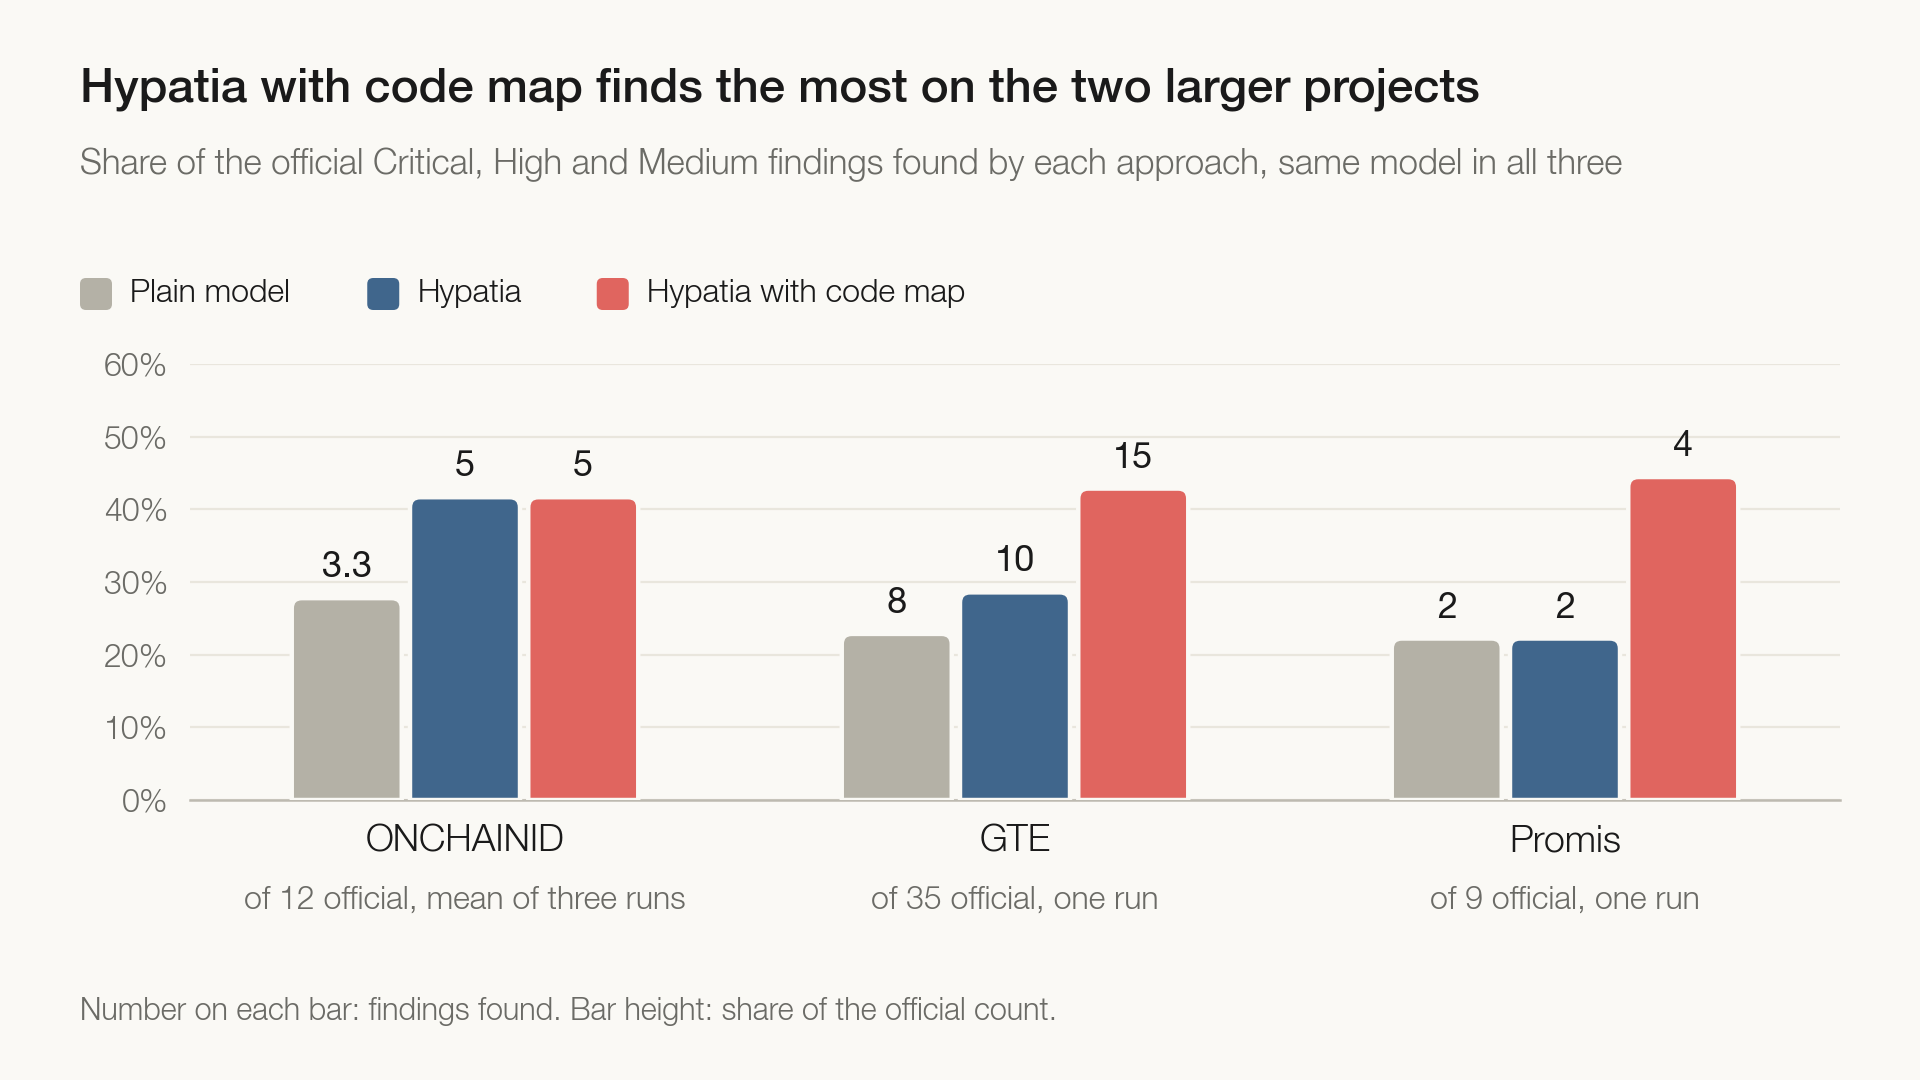 Hypatia with code map finds the most on the two larger projects
Share of the official Critical, High and Medium findings found by each approach, same model in all three
Plain model
Hypatia
Hypatia with code map
60%
50%
40%
30%
20%
10%
0%
3.3
5
5
8
10
15
2
2
4
ONCHAINID
GTE
Promis
of 12 official, mean of three runs
of 35 official, one run
of 9 official, one run
Number on each bar: findings found. Bar height: share of the official count.